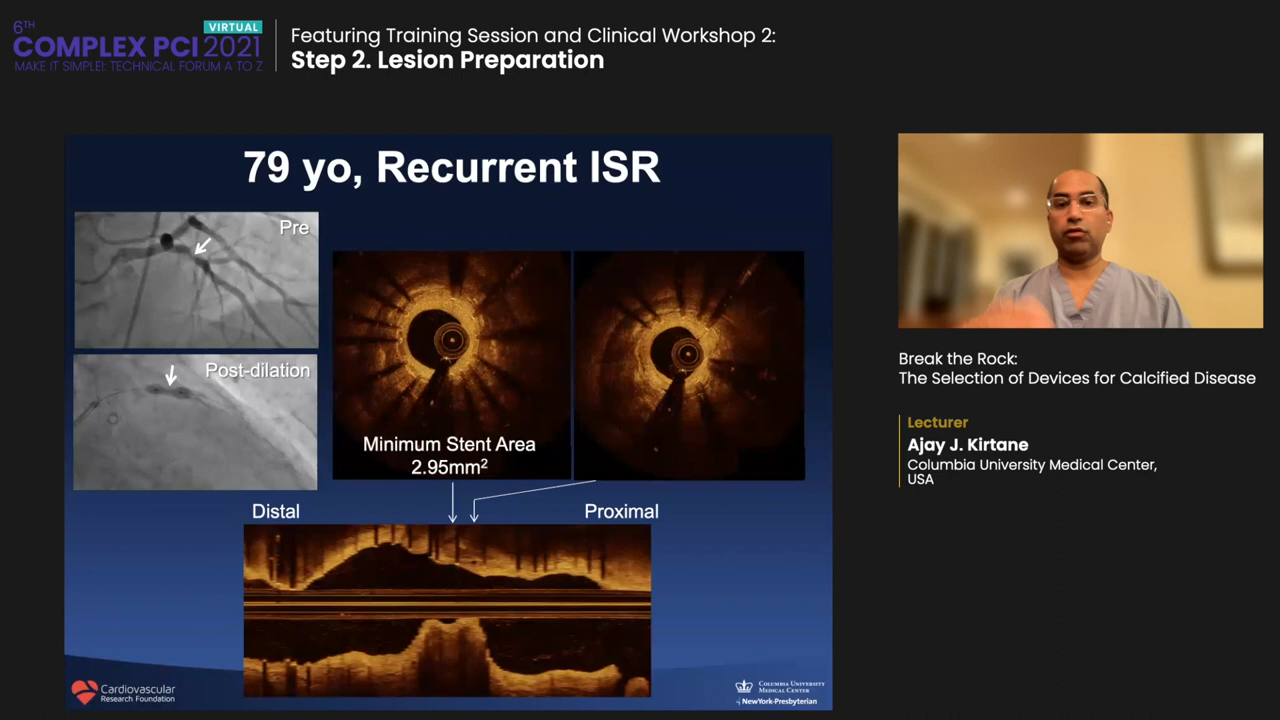 6TH
VIRTUAL
COMPLEX PCI 2021
MAKE IT SIMPLE!: TECHNICAL FORUM A TO Z
Featuring Training Session and Clinical Workshop 2:
Step 2. Lesion Preparation
79 yo, Recurrent ISR
Pre
Post-dilation
Minimum Stent Area
2.95mm²
Distal
Proximal
Cardiovascular
Research Foundation
COLUMBIA UNIVERSITY
MEDICAL CENTER
NewYork-Presbyterian
Break the Rock:
The Selection of Devices for Calcified Disease
Lecturer
Ajay J. Kirtane
Columbia University Medical Center,
USA